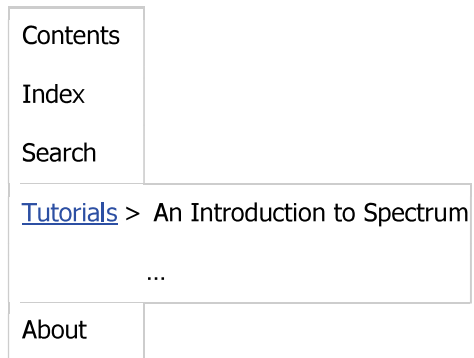 Contents
Index
Search
Tutorials > An Introduction to Spectrum
...
About